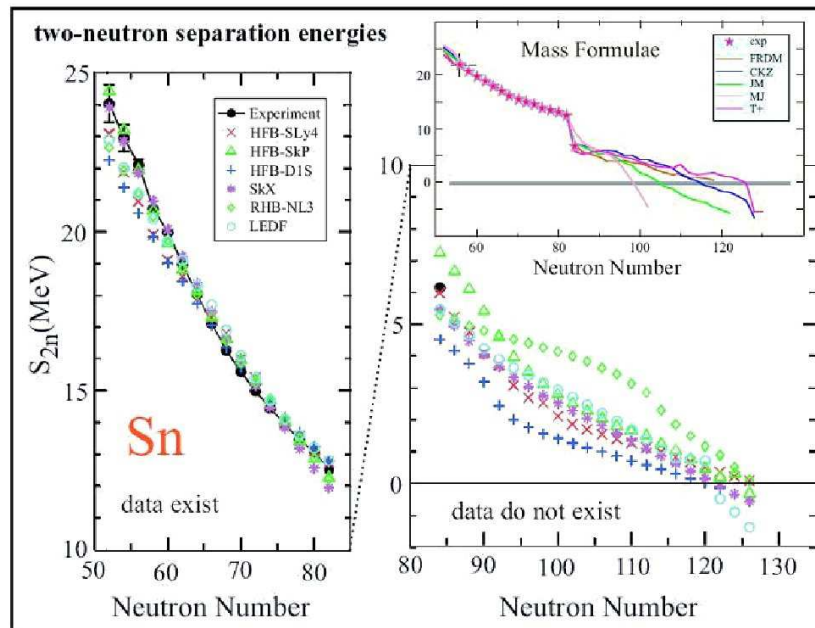 two-neutron separation energies
25
20
15
10
50
60
70
80
S2n(MeV)
Neutron Number
Experiment
HFB-SLy4
HFB-SkP
HFB-D1S
SkX
RHB-NL3
LEDF
Sn
data exist
Mass Formulae
exp
FRDM
CKZ
JM
MJ
T+
25
15
5
0
60
80
100
120
Neutron Number
10
5
0
data do not exist
80
90
100
110
120
130
Neutron Number